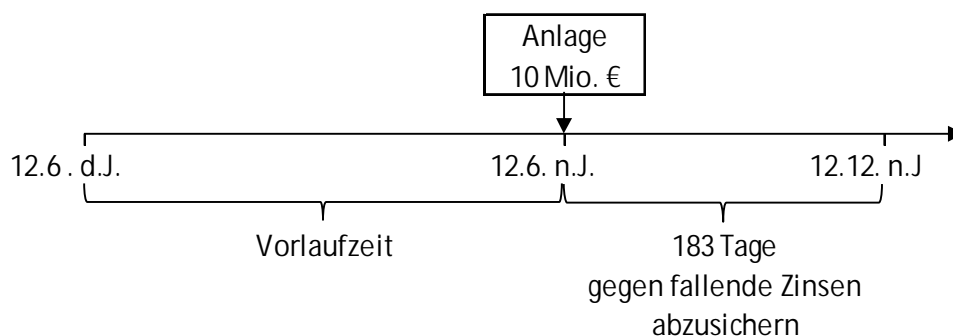 Anlage
10 Mio. €
12.6 . d.J.
12.6. n.J.
12.12. n.J
Vorlaufzeit
183 Tage
gegen fallende Zinsen
abzusichern